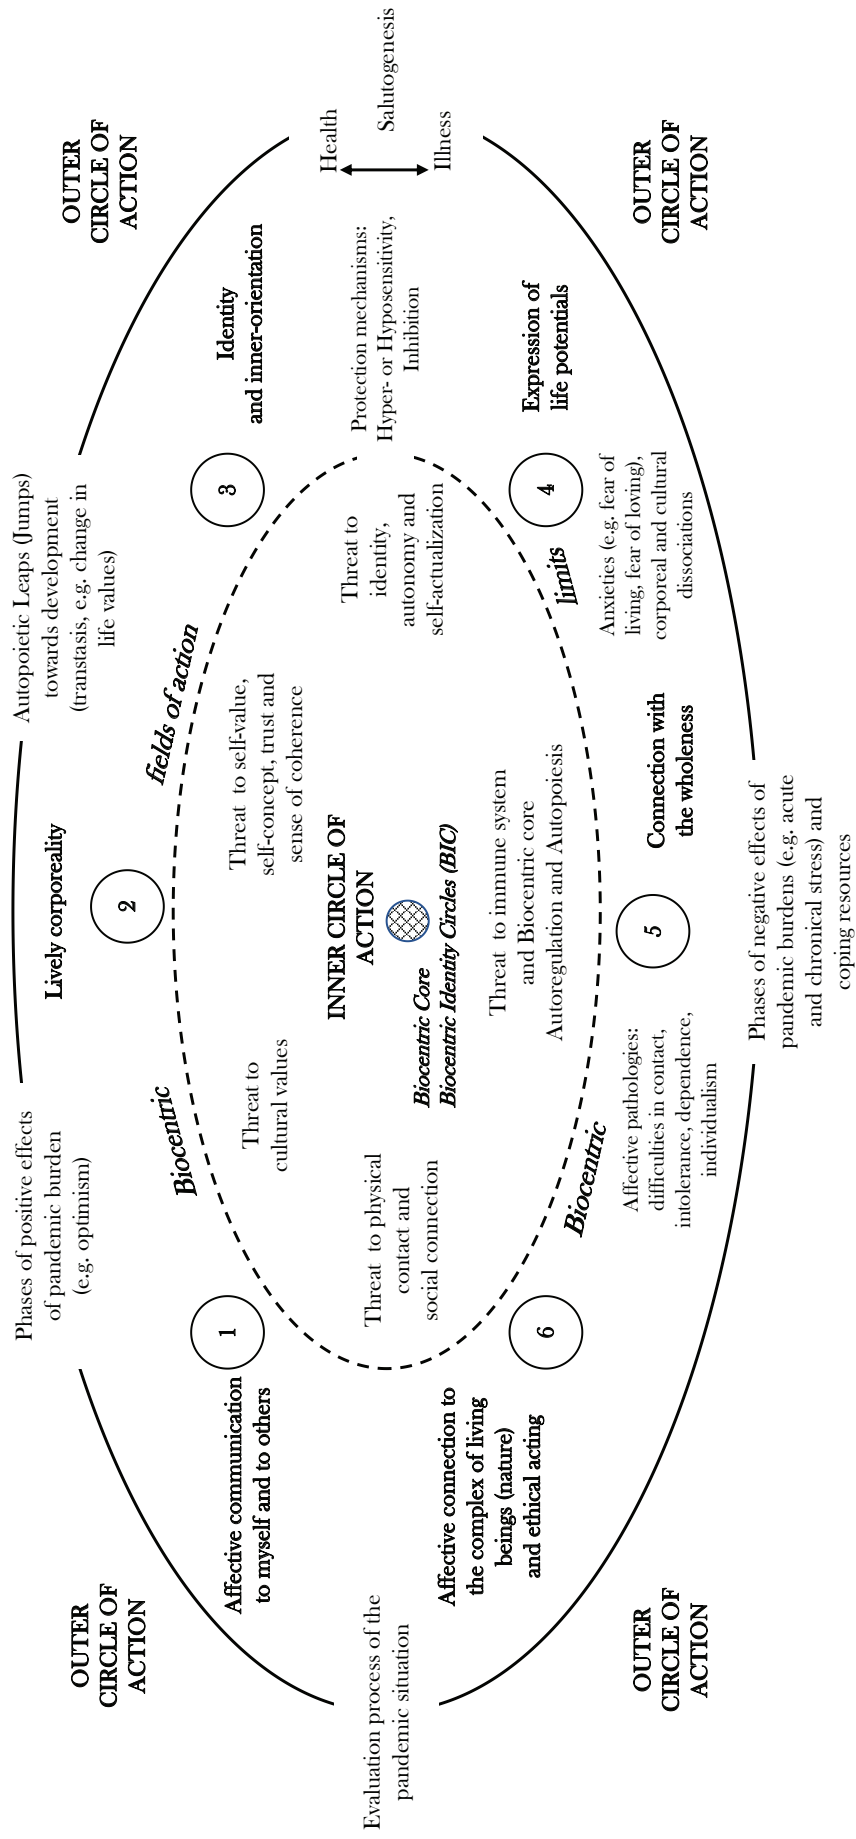 Phases of positive effects
of pandemic burden
(e.g. optimism)
Autopoietic Leaps (Jumps)
towards development
(transtasis, e.g. change in
life values)
OUTER
CIRCLE OF
ACTION
Lively corporeality
OUTER
CIRCLE OF
ACTION
2
Biocentric
fields of action
Affective communication
to myself and to others
1
3
Identity
and inner-orientation
Threat to
cultural values
Threat to self-value,
self-concept, trust and
sense of coherence
Evaluation process of the
pandemic situation
Threat to physical
contact and
social connection
INNER CIRCLE OF
ACTION
Threat to
identity,
autonomy and
self-actualization
Protection mechanisms:
Hyper- or Hyposensitivity,
Inhibition
Health
Salutogenesis
Illness
Biocentric Core
Biocentric Identity Circles (BIC)
Affective connection to
the complex of living
beings (nature)
and ethical acting
6
Threat to immune system
and Biocentric core
Autoregulation and Autopoiesis
4
Expression of
life potentials
Biocentric
limits
Affective pathologies:
difficulties in contact,
intolerance, dependence,
individualism
5
Connection with
the wholeness
Anxieties (e.g. fear of
living, fear of loving),
corporeal and cultural
dissociations
OUTER
CIRCLE OF
ACTION
OUTER
CIRCLE OF
ACTION
Phases of negative effects of
pandemic burdens (e.g. acute
and chronical stress) and
coping resources